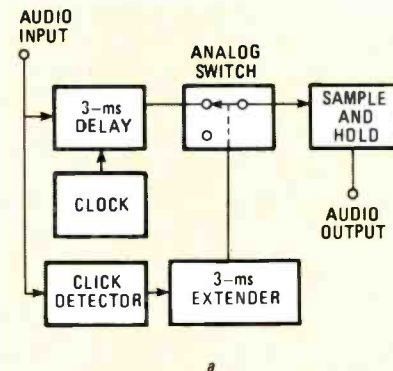 AUDIO
INPUT
ANALOG
SWITCH
3-ms
DELAY
SAMPLE
AND
HOLD
CLOCK
AUDIO
OUTPUT
CLICK
DETECTOR
3-ms
EXTENDER
a